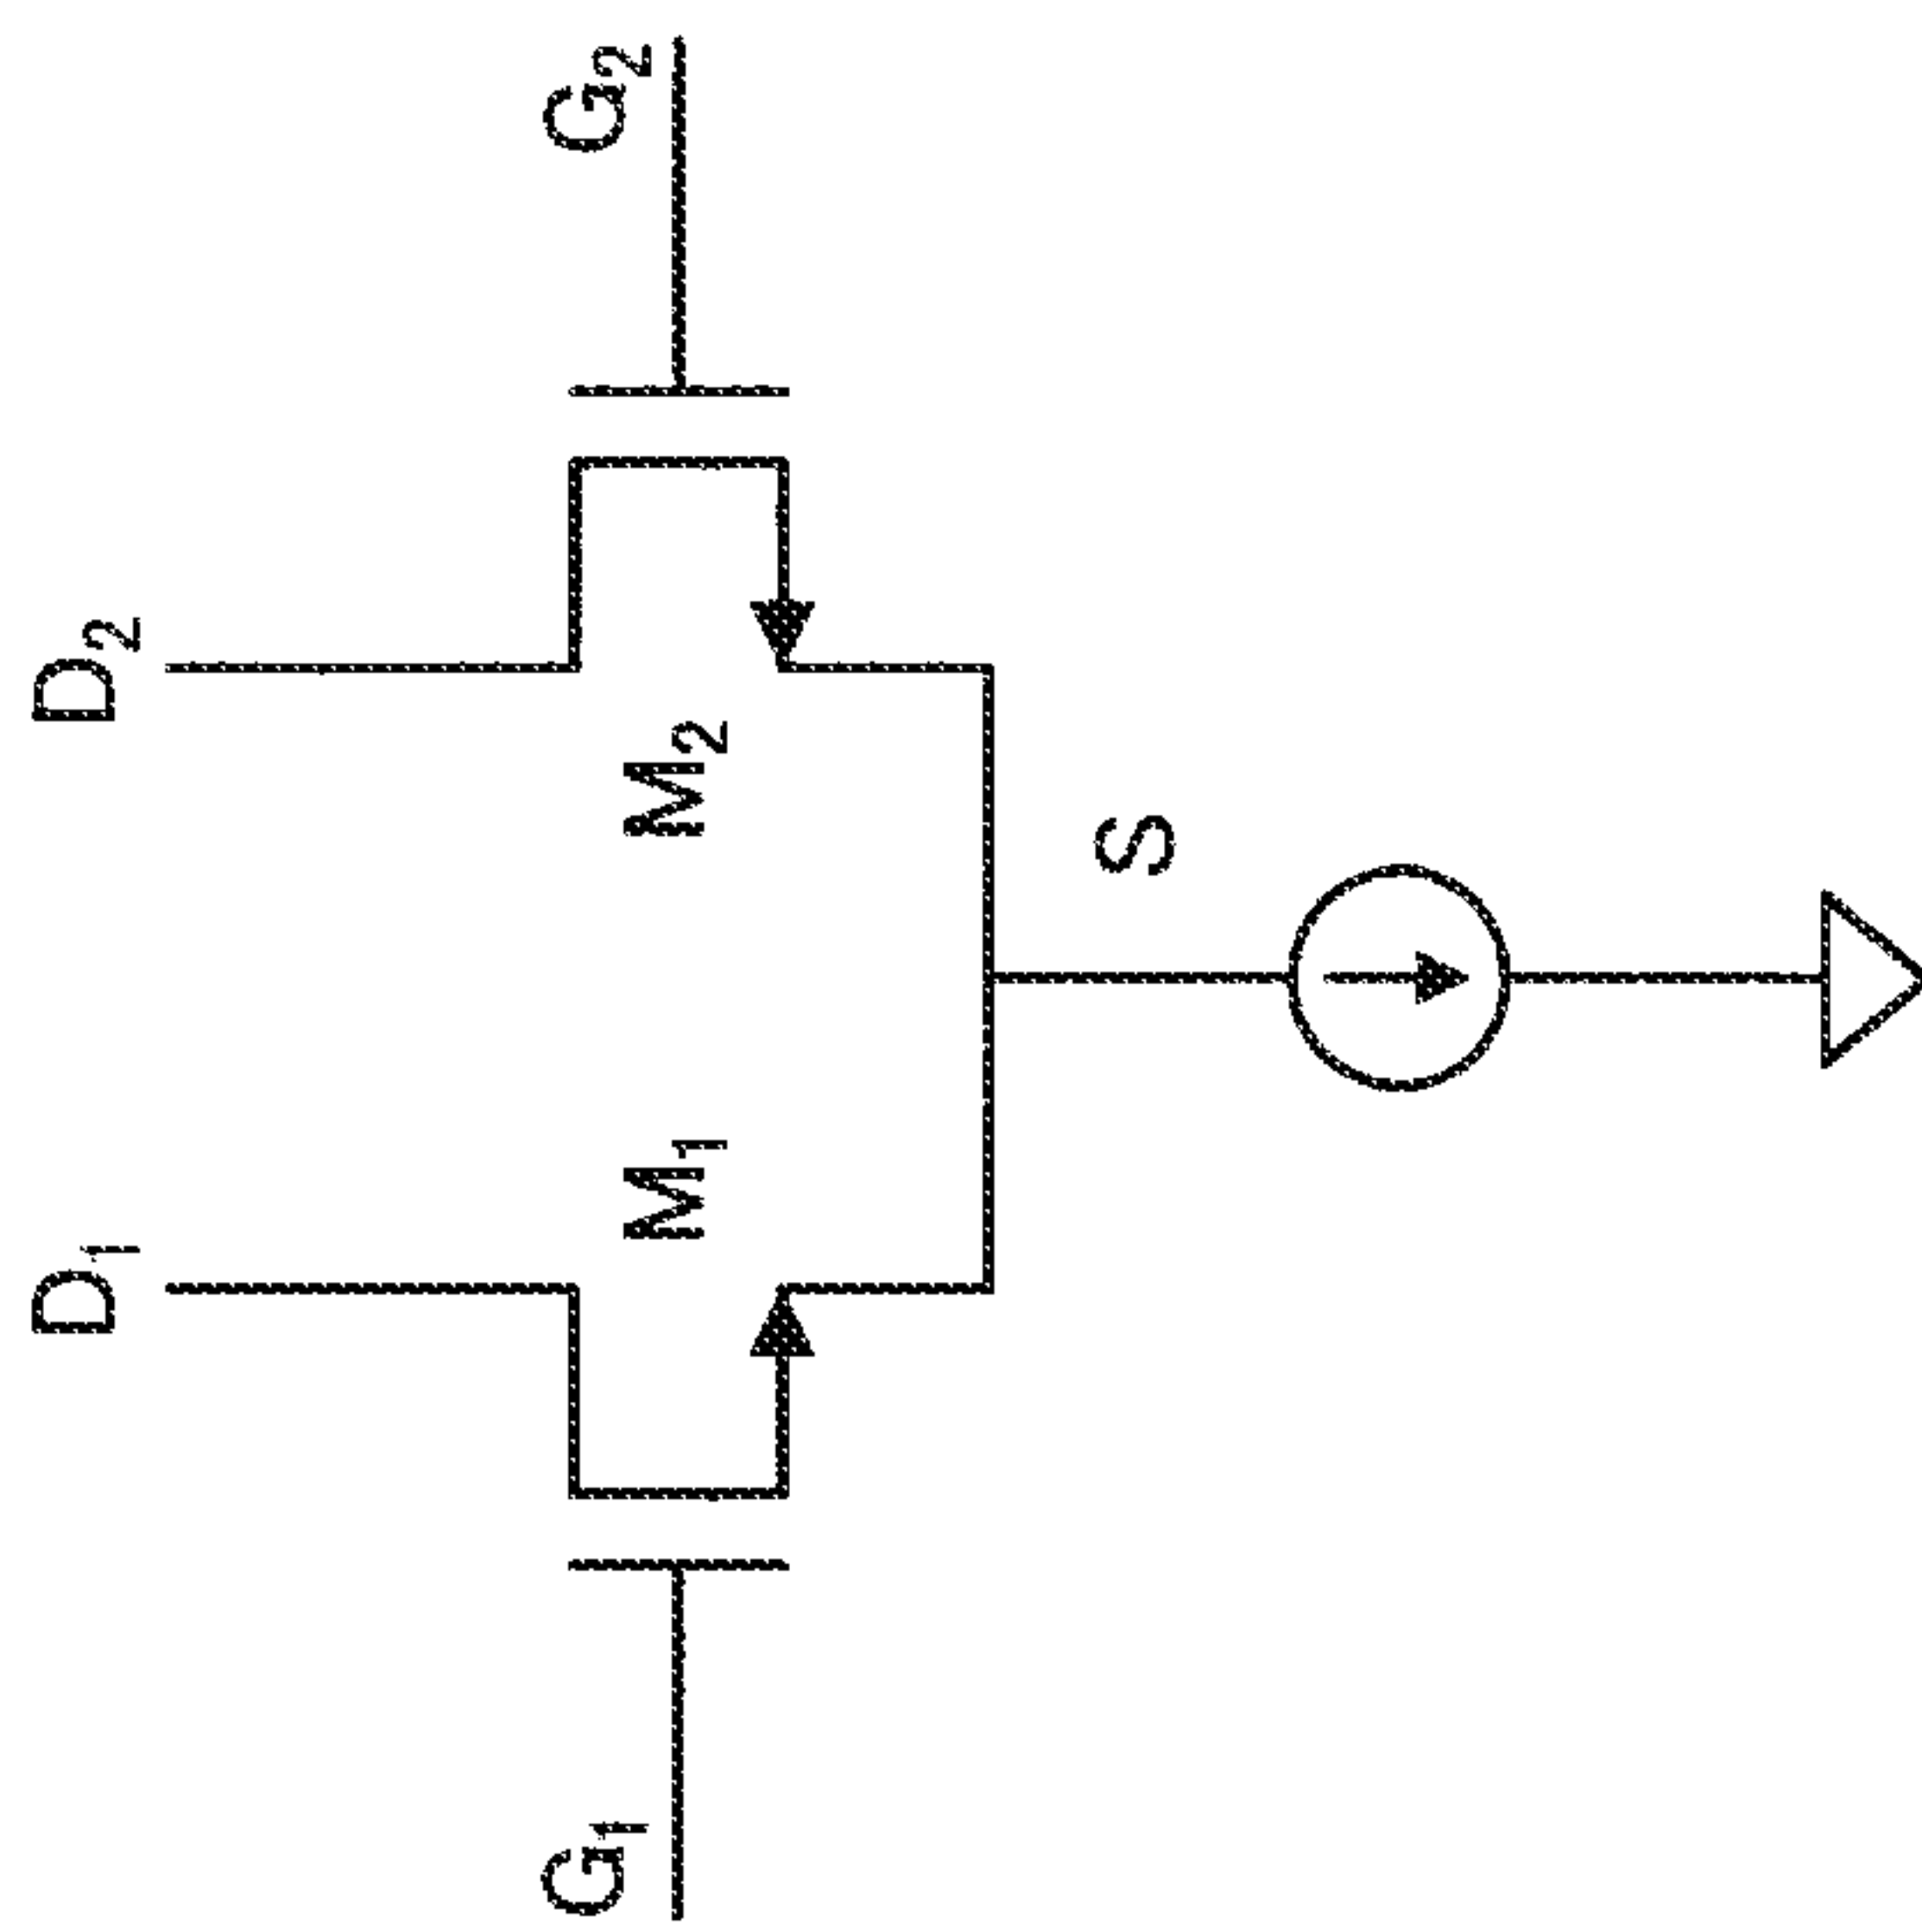 D₁
D₂
G₁
M₁
M₂
G₂
S